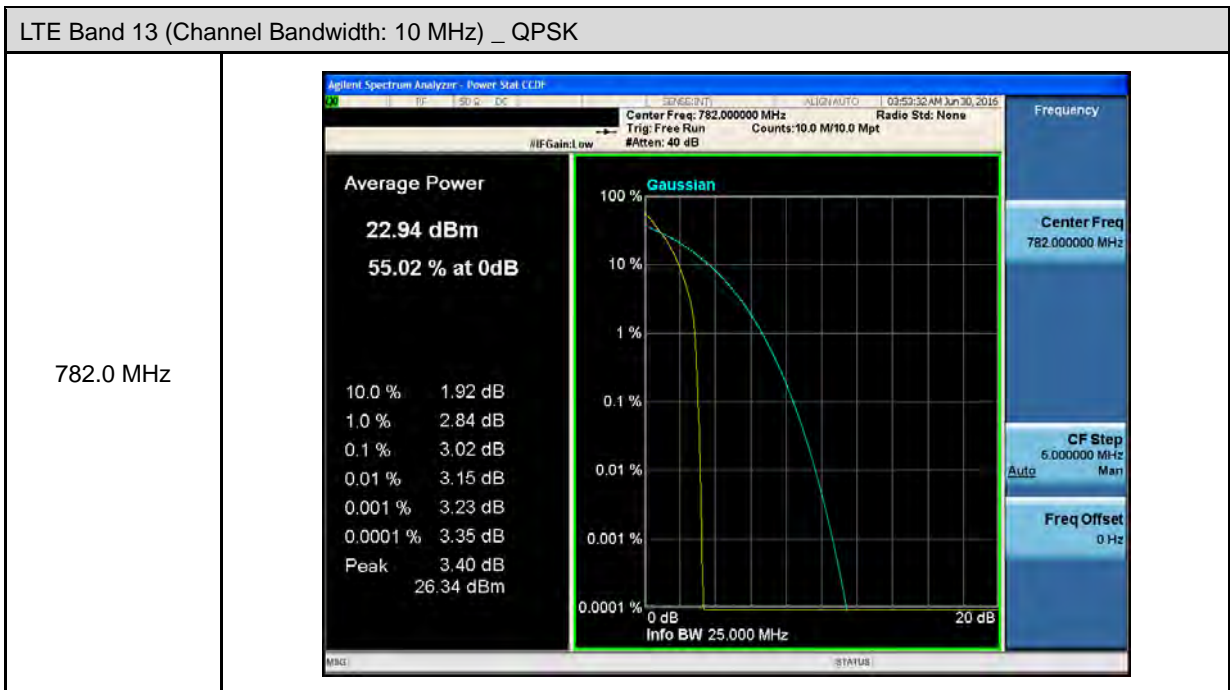 LTE Band 13 (Channel Bandwidth: 10 MHz) _ QPSK
782.0 MHz
Agilent Spectrum Analyzer - Power Stat CCDF
RF 50 Ω DC SENSE:INT ALIGN AUTO 03:53:32 AM Jun 30, 2016
Center Freq: 782.000000 MHz Radio Std: None
Trig: Free Run Counts:10.0 M/10.0 Mpt
#IFGain:Low #Atten: 40 dB
Average Power
22.94 dBm
55.02 % at 0dB
10.0 % 1.92 dB
1.0 % 2.84 dB
0.1 % 3.02 dB
0.01 % 3.15 dB
0.001 % 3.23 dB
0.0001 % 3.35 dB
Peak 3.40 dB
26.34 dBm
Gaussian
100 %
10 %
1 %
0.1 %
0.01 %
0.001 %
0.0001 %
0 dB 20 dB
Info BW 25.000 MHz
Frequency
Center Freq
782.000000 MHz
CF Step
5.000000 MHz
Auto Man
Freq Offset
0 Hz
MSG STATUS